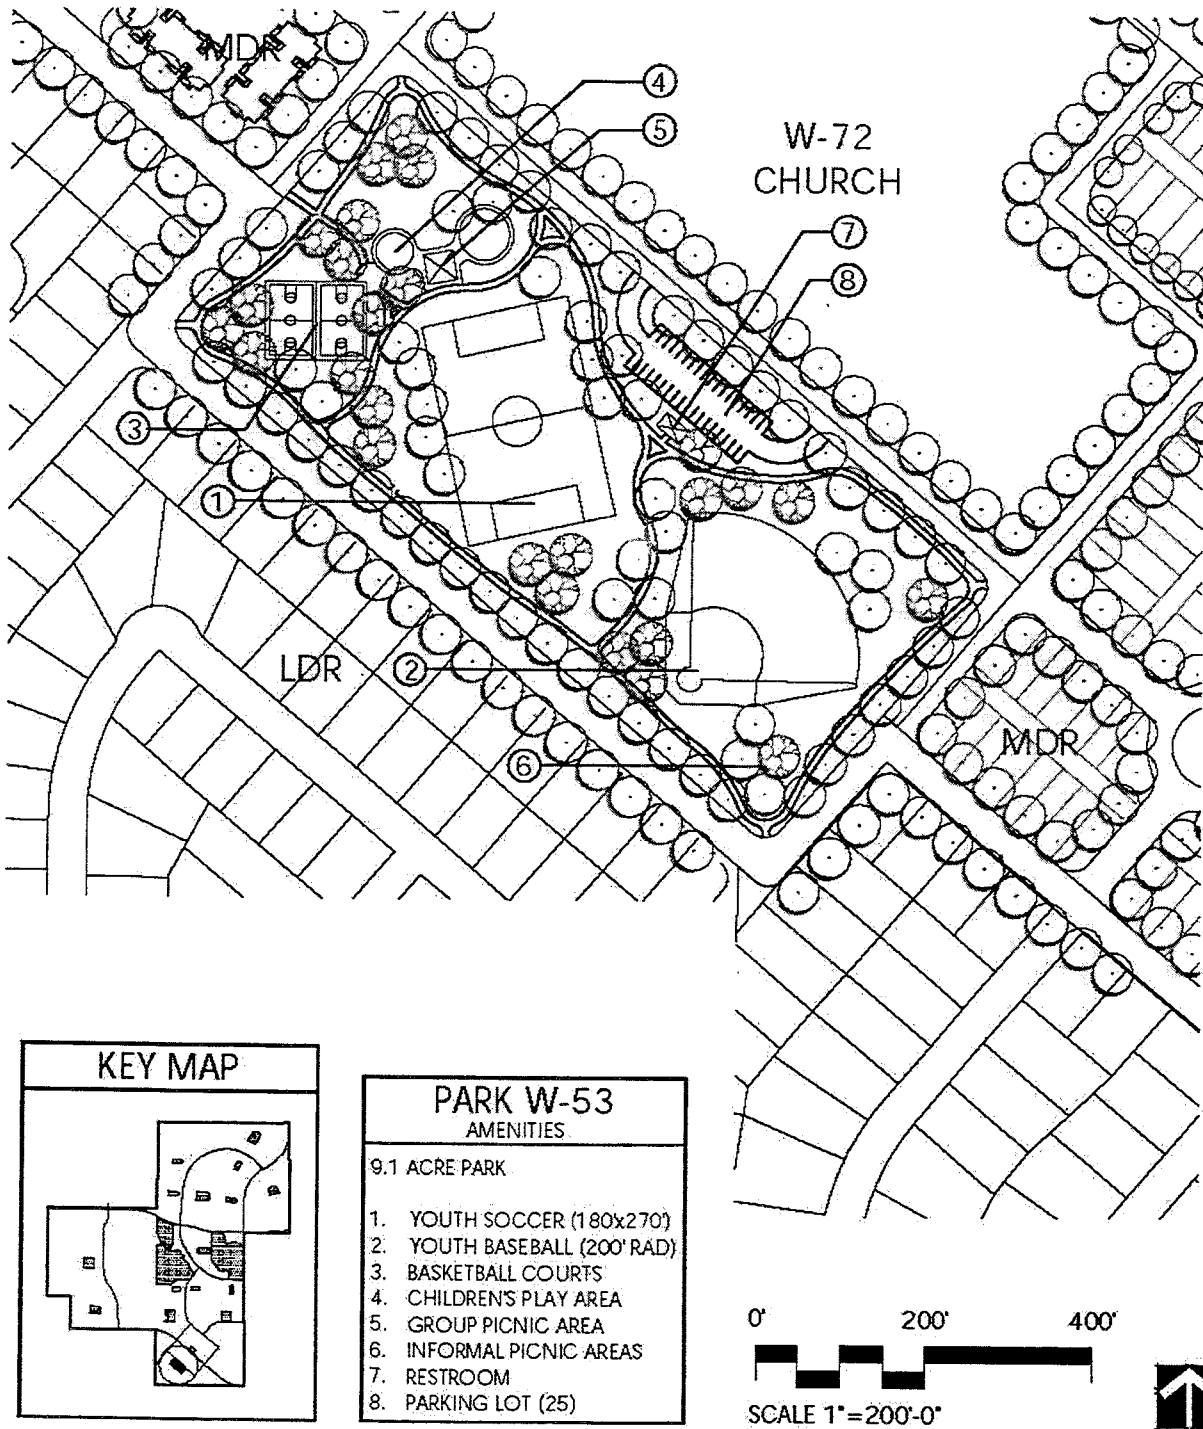 MDR
4
5
W-72
CHURCH
7
8
3
1
LDR
2
6
MDR
KEY MAP
PARK W-53
AMENITIES
9.1 ACRE PARK
1. YOUTH SOCCER (180x270')
2. YOUTH BASEBALL (200' RAD)
3. BASKETBALL COURTS
4. CHILDREN'S PLAY AREA
5. GROUP PICNIC AREA
6. INFORMAL PICNIC AREAS
7. RESTROOM
8. PARKING LOT (25)
0' 200' 400'
SCALE 1"=200'-0"